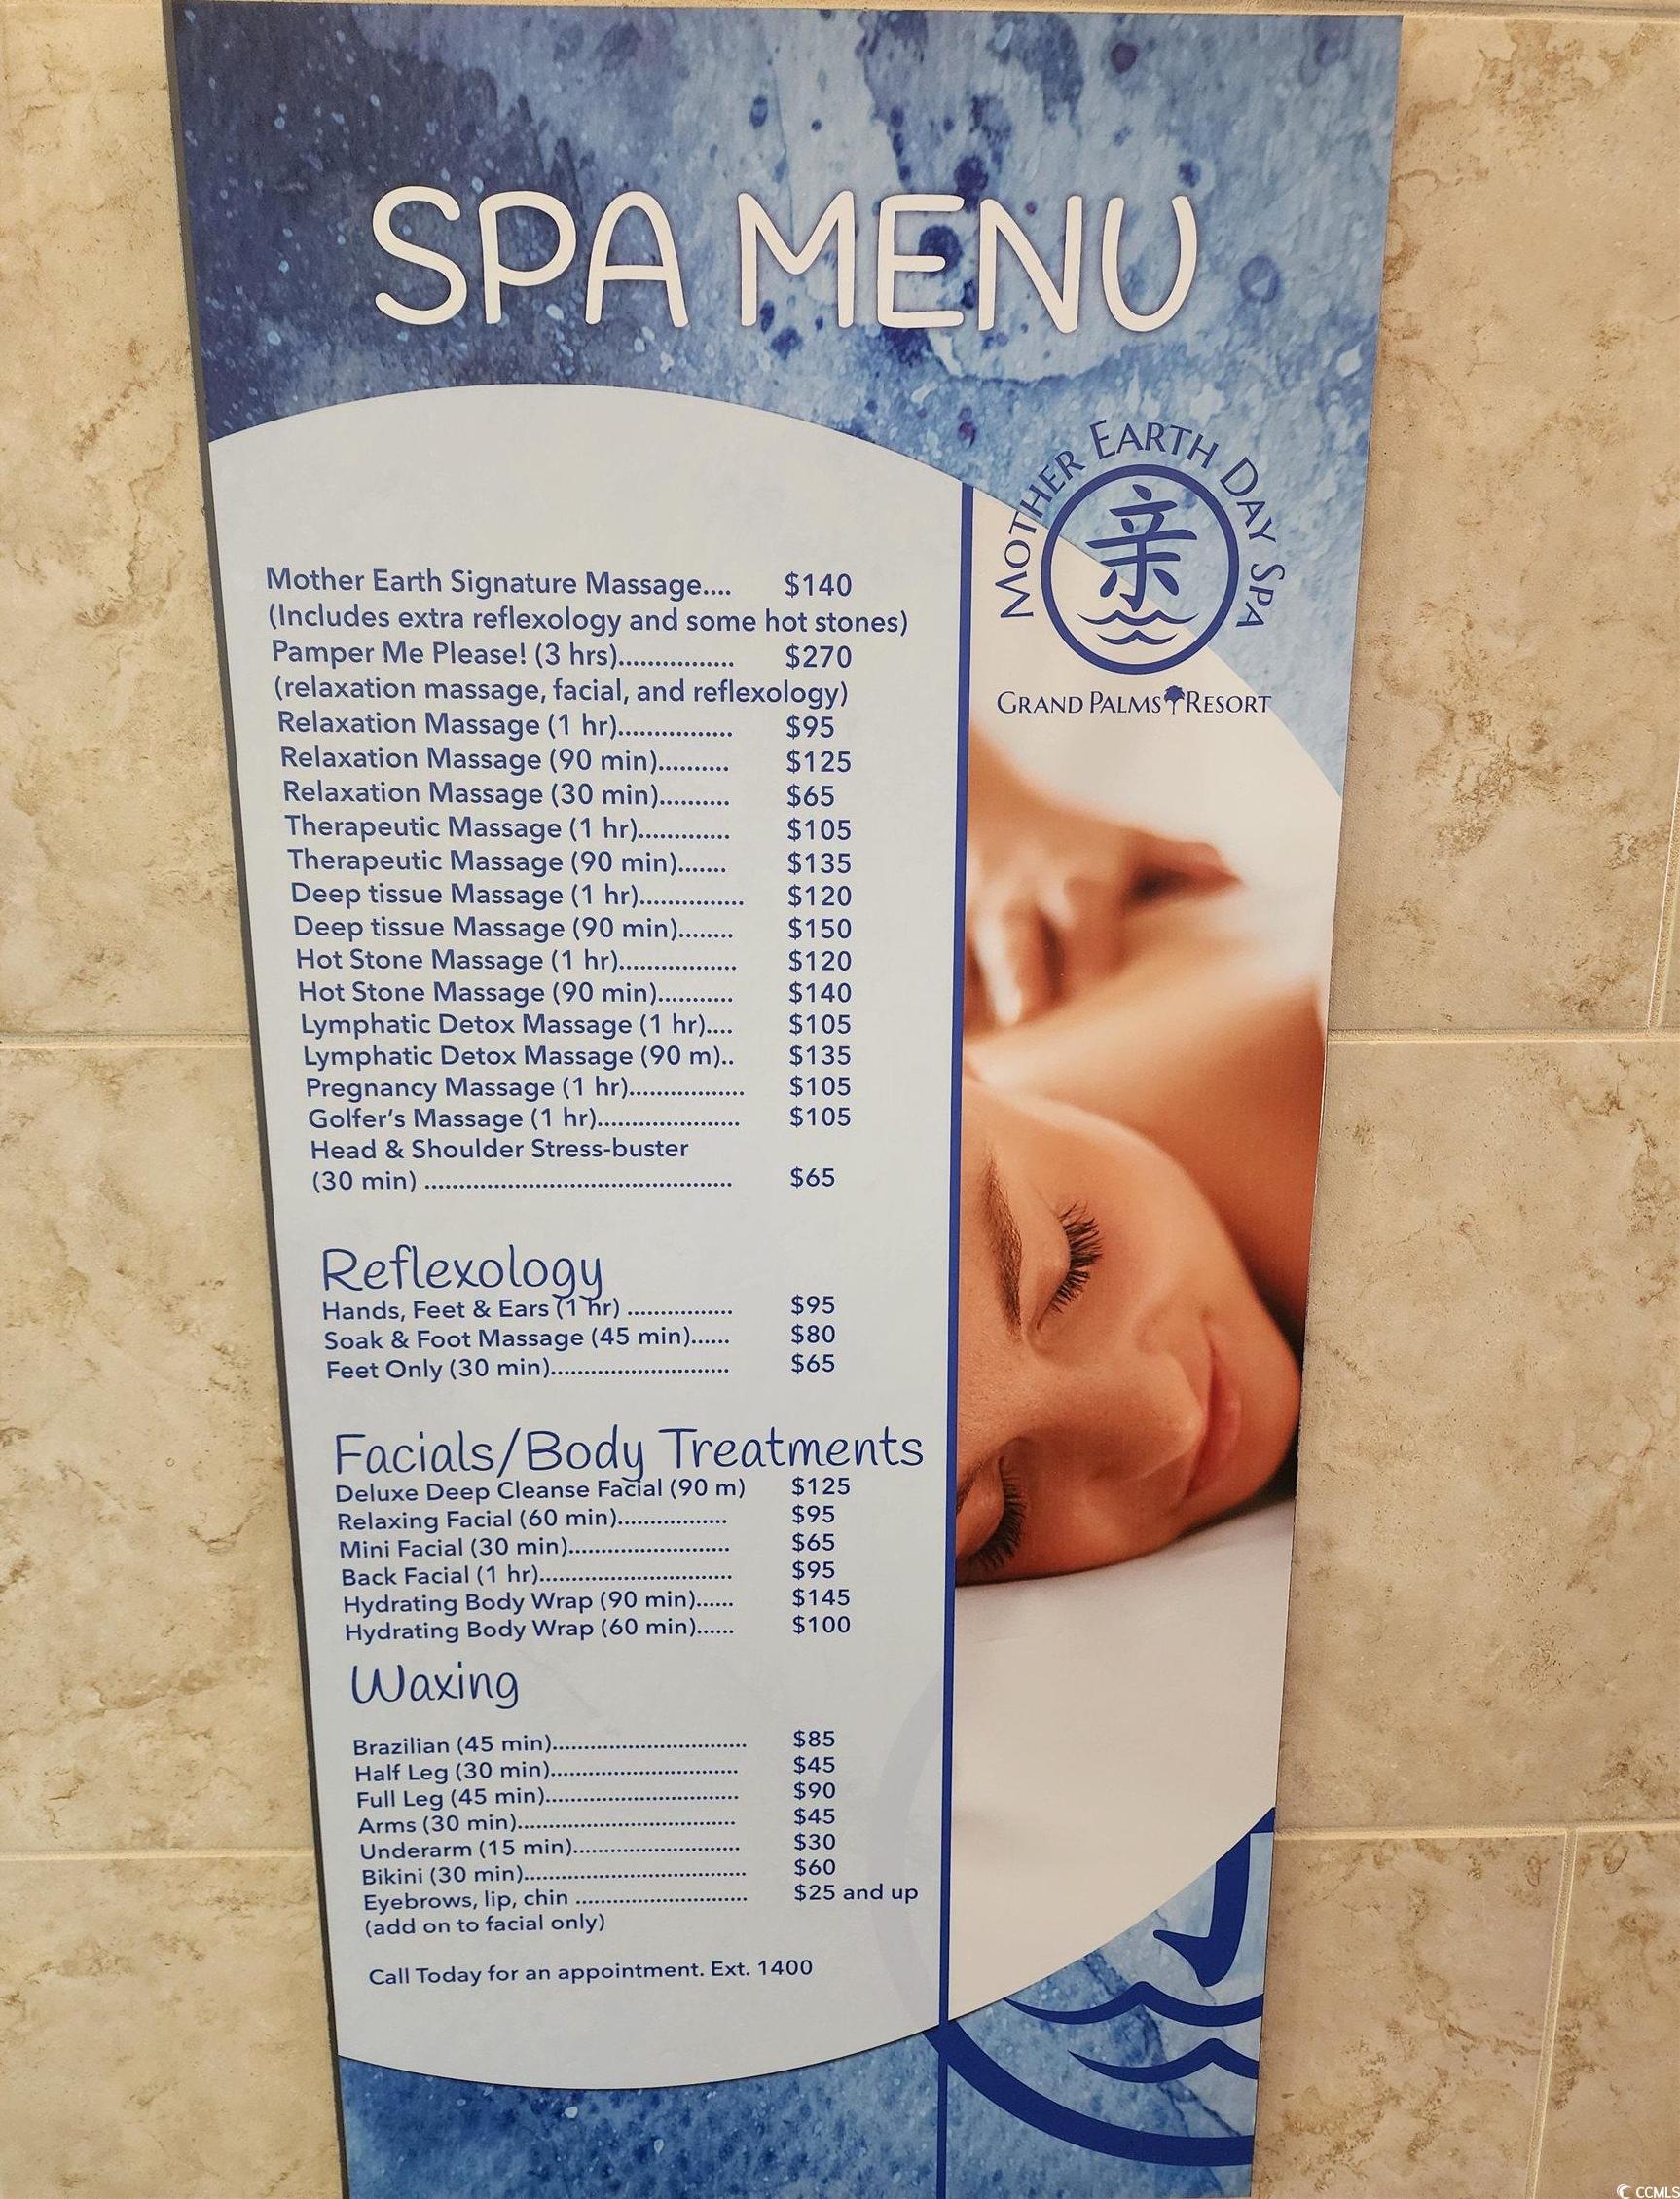 SPA MENU
MOTHER EARTH DAY SPA
亲
GRAND PALMS RESORT
Mother Earth Signature Massage.... $140
(Includes extra reflexology and some hot stones)
Pamper Me Please! (3 hrs)................. $270
(relaxation massage, facial, and reflexology)
Relaxation Massage (1 hr)................. $95
Relaxation Massage (90 min).......... $125
Relaxation Massage (30 min).......... $65
Therapeutic Massage (1 hr)............. $105
Therapeutic Massage (90 min)....... $135
Deep tissue Massage (1 hr)................ $120
Deep tissue Massage (90 min)........ $150
Hot Stone Massage (1 hr)................. $120
Hot Stone Massage (90 min)........... $140
Lymphatic Detox Massage (1 hr).... $105
Lymphatic Detox Massage (90 m).. $135
Pregnancy Massage (1 hr)................. $105
Golfer's Massage (1 hr)..................... $105
Head & Shoulder Stress-buster
(30 min) ............................................. $65
Reflexology
Hands, Feet & Ears (1 hr) ................ $95
Soak & Foot Massage (45 min)...... $80
Feet Only (30 min).......................... $65
Facials/Body Treatments
Deluxe Deep Cleanse Facial (90 m) $125
Relaxing Facial (60 min)................. $95
Mini Facial (30 min)........................ $65
Back Facial (1 hr)............................. $95
Hydrating Body Wrap (90 min)...... $145
Hydrating Body Wrap (60 min)...... $100
Waxing
Brazilian (45 min)............................... $85
Half Leg (30 min).............................. $45
Full Leg (45 min)............................... $90
Arms (30 min)................................... $45
Underarm (15 min)........................... $30
Bikini (30 min)................................... $60
Eyebrows, lip, chin ........................... $25 and up
(add on to facial only)
Call Today for an appointment. Ext. 1400
CCMLS